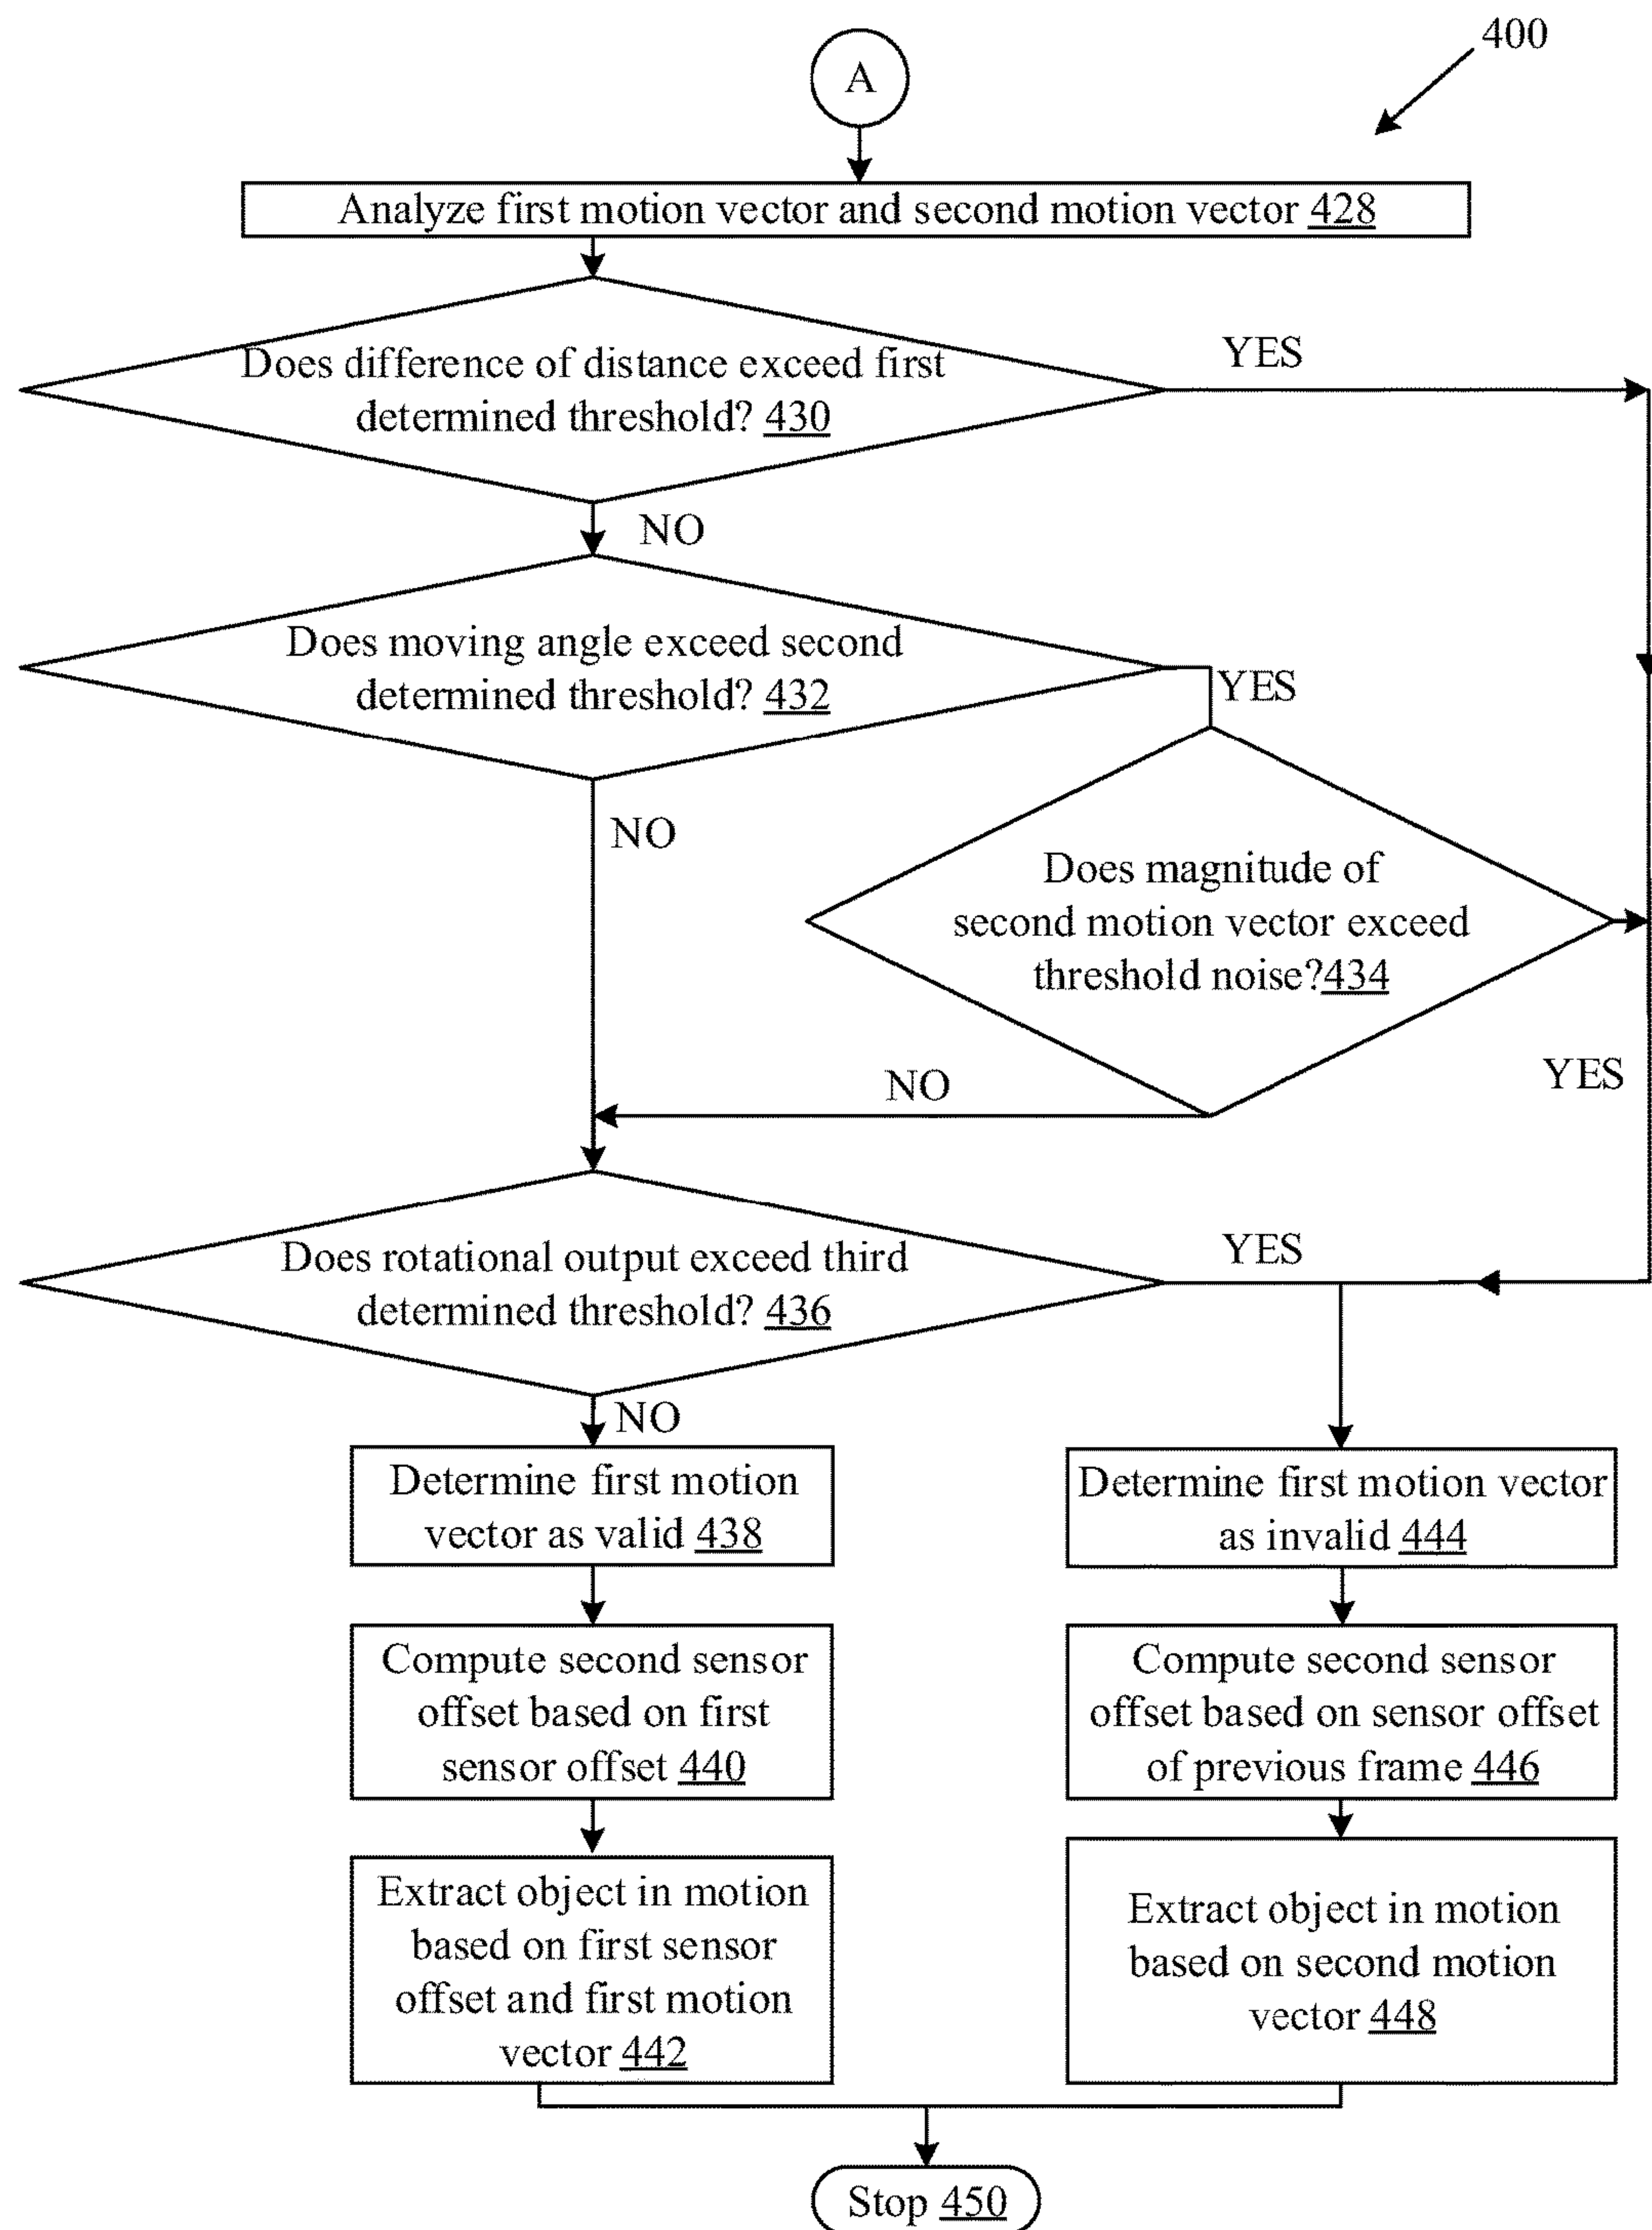 400
A
Analyze first motion vector and second motion vector 428
Does difference of distance exceed first
determined threshold? 430
YES
NO
Does moving angle exceed second
determined threshold? 432
YES
NO
Does magnitude of
second motion vector exceed
threshold noise?434
YES
NO
Does rotational output exceed third
determined threshold? 436
YES
NO
Determine first motion
vector as valid 438
Determine first motion vector
as invalid 444
Compute second sensor
offset based on first
sensor offset 440
Compute second sensor
offset based on sensor offset
of previous frame 446
Extract object in motion
based on first sensor
offset and first motion
vector 442
Extract object in motion
based on second motion
vector 448
Stop 450